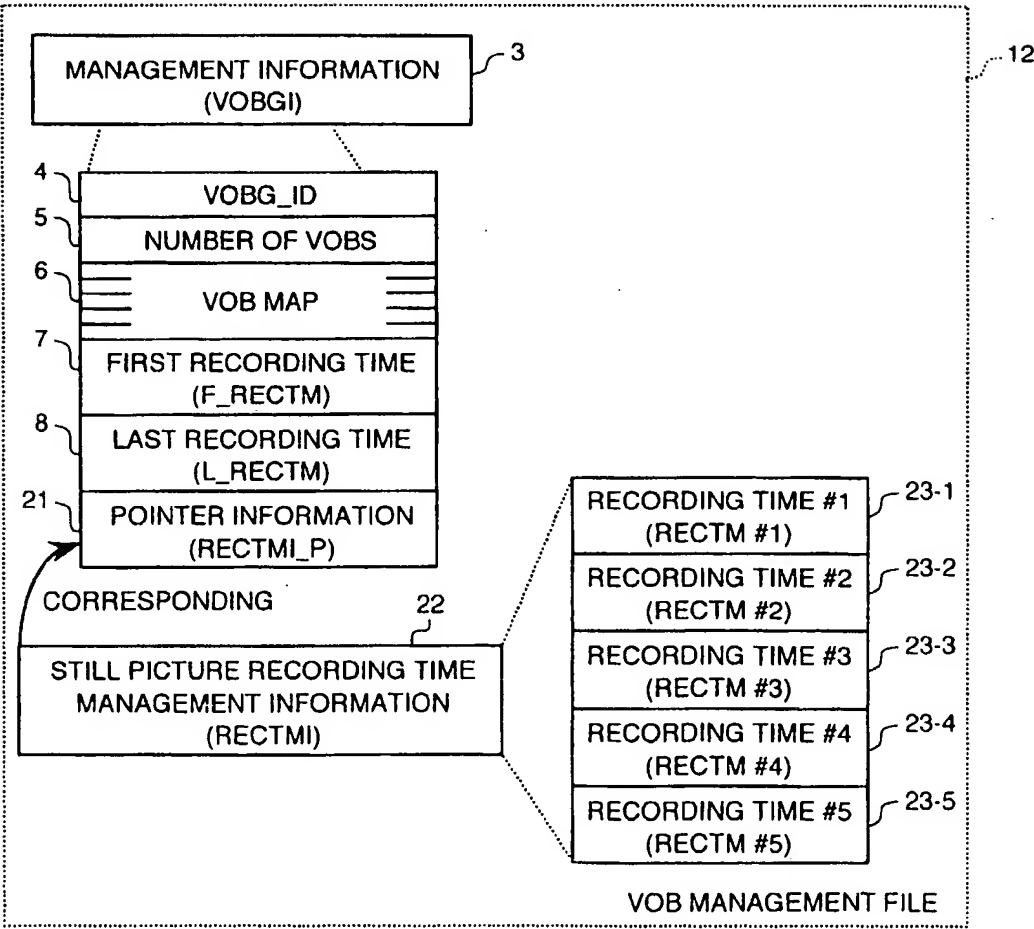 MANAGEMENT INFORMATION
(VOBGI)
3
12
4
VOBG_ID
5
NUMBER OF VOBS
6
VOB MAP
7
FIRST RECORDING TIME
(F_RECTM)
8
LAST RECORDING TIME
(L_RECTM)
21
POINTER INFORMATION
(RECTMI_P)
CORRESPONDING
22
STILL PICTURE RECORDING TIME
MANAGEMENT INFORMATION
(RECTMI)
RECORDING TIME #1
(RECTM #1)
23-1
RECORDING TIME #2
(RECTM #2)
23-2
RECORDING TIME #3
(RECTM #3)
23-3
RECORDING TIME #4
(RECTM #4)
23-4
RECORDING TIME #5
(RECTM #5)
23-5
VOB MANAGEMENT FILE